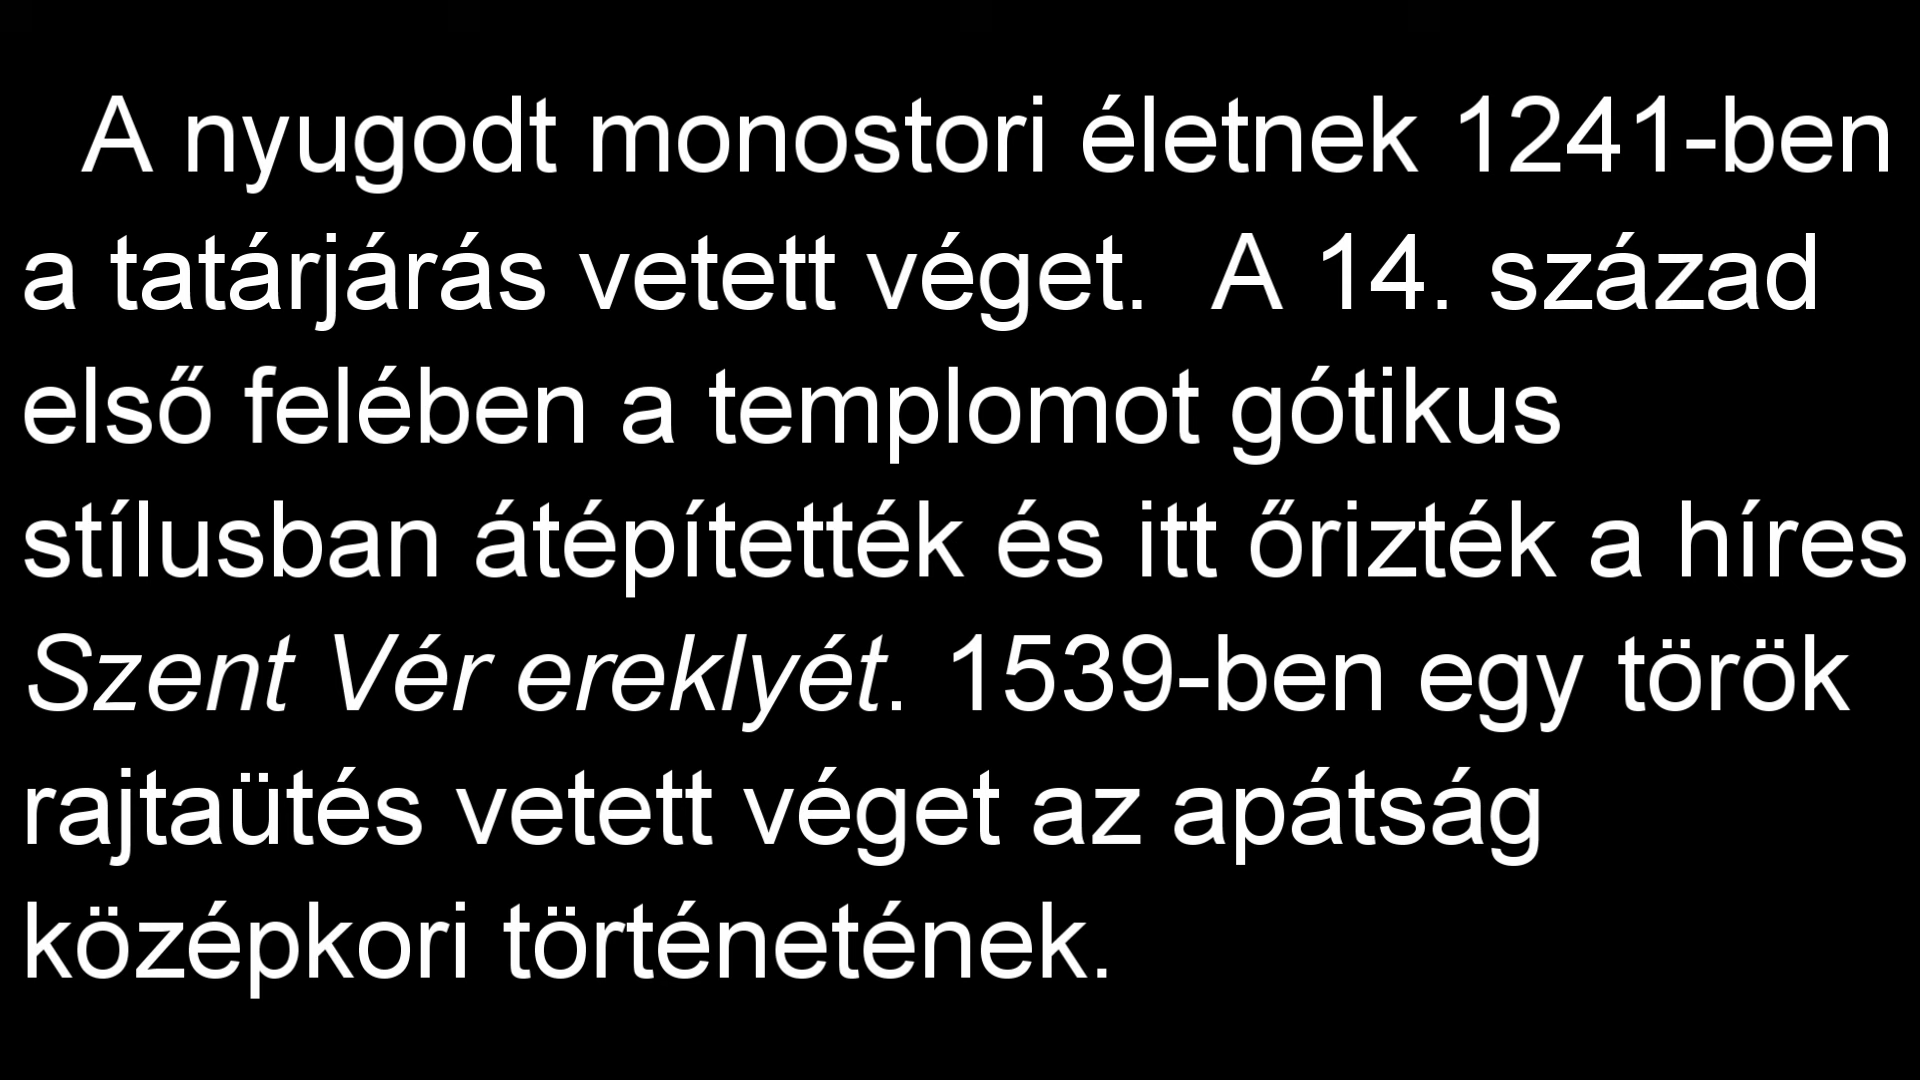 A nyugodt monostori életnek 1241-ben
a tatárjárás vetett véget. A 14. század
első felében a templomot gótikus
stílusban átépítették és itt őrizték a híres
Szent Vér ereklyét. 1539-ben egy török
rajtaütés vetett véget az apátság
középkori történetének.